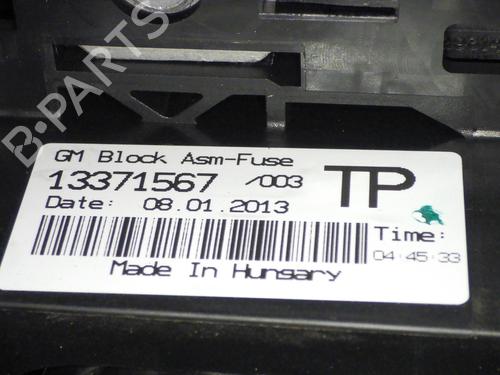 B-PARTS
GM Block Asm-Fuse
13371567 /003 TP
Date: 08.01.2013
Time:
04:45:33
Made In Hungary